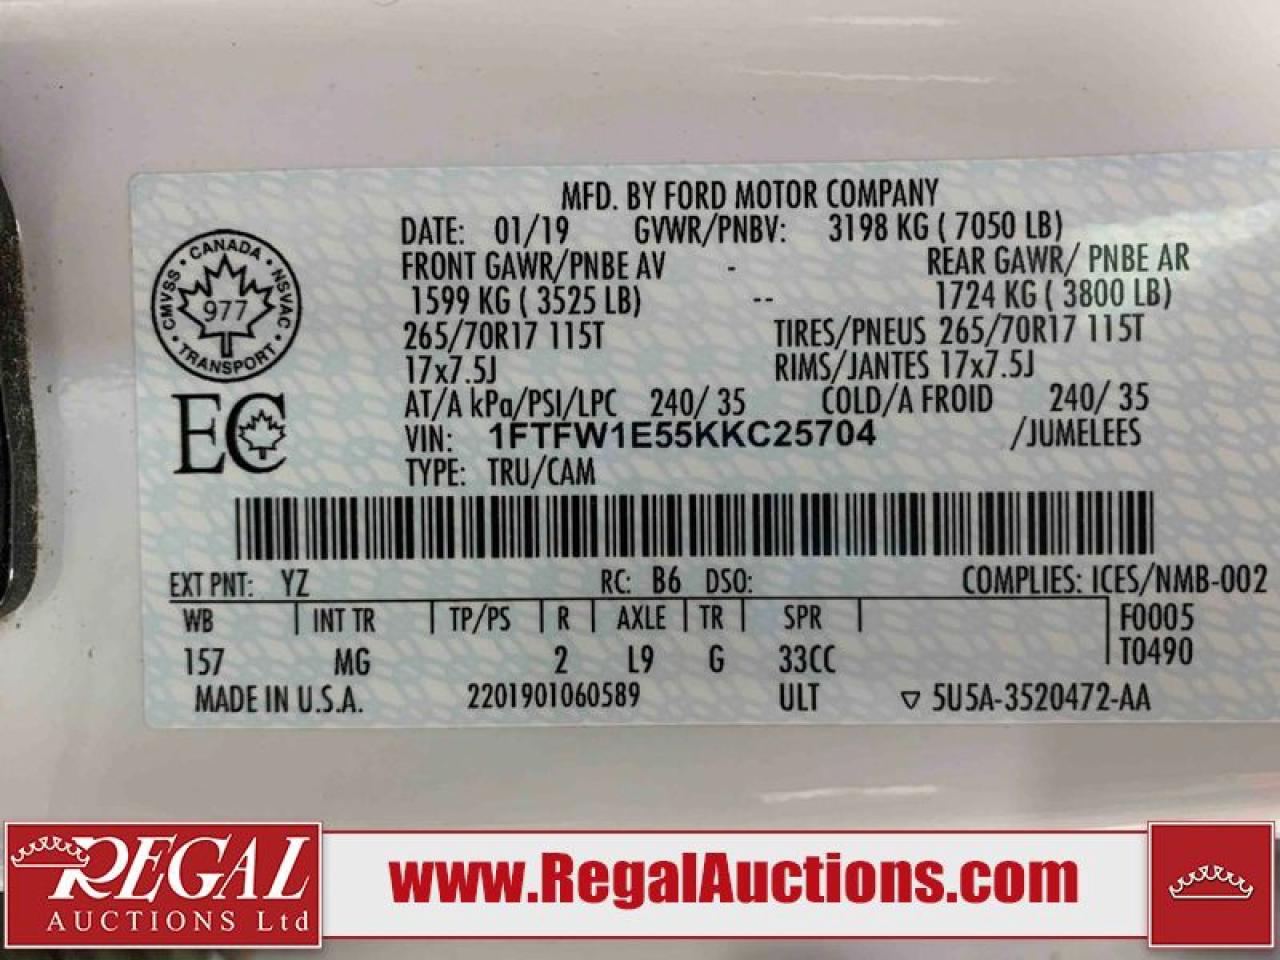 MFD. BY FORD MOTOR COMPANY
DATE: 01/19 GVWR/PNBV: 3198 KG ( 7050 LB)
FRONT GAWR/PNBE AV - REAR GAWR/ PNBE AR
1599 KG ( 3525 LB) -- 1724 KG ( 3800 LB)
265/70R17 115T TIRES/PNEUS 265/70R17 115T
17x7.5J RIMS/JANTES 17x7.5J
AT/A kPa/PSI/LPC 240/ 35 COLD/A FROID 240/ 35
VIN: 1FTFW1E55KKC25704 /JUMELEES
TYPE: TRU/CAM
CANADA
CMVSS • NSVAC
977
TRANSPORT
EC
EXT PNT: YZ RC: B6 DSO: COMPLIES: ICES/NMB-002
WB | INT TR | TP/PS | R | AXLE | TR | SPR | F0005
157 MG 2 L9 G 33CC T0490
MADE IN U.S.A. 2201901060589 ULT ▽ 5U5A-3520472-AA
REGAL
AUCTIONS Ltd
www.RegalAuctions.com